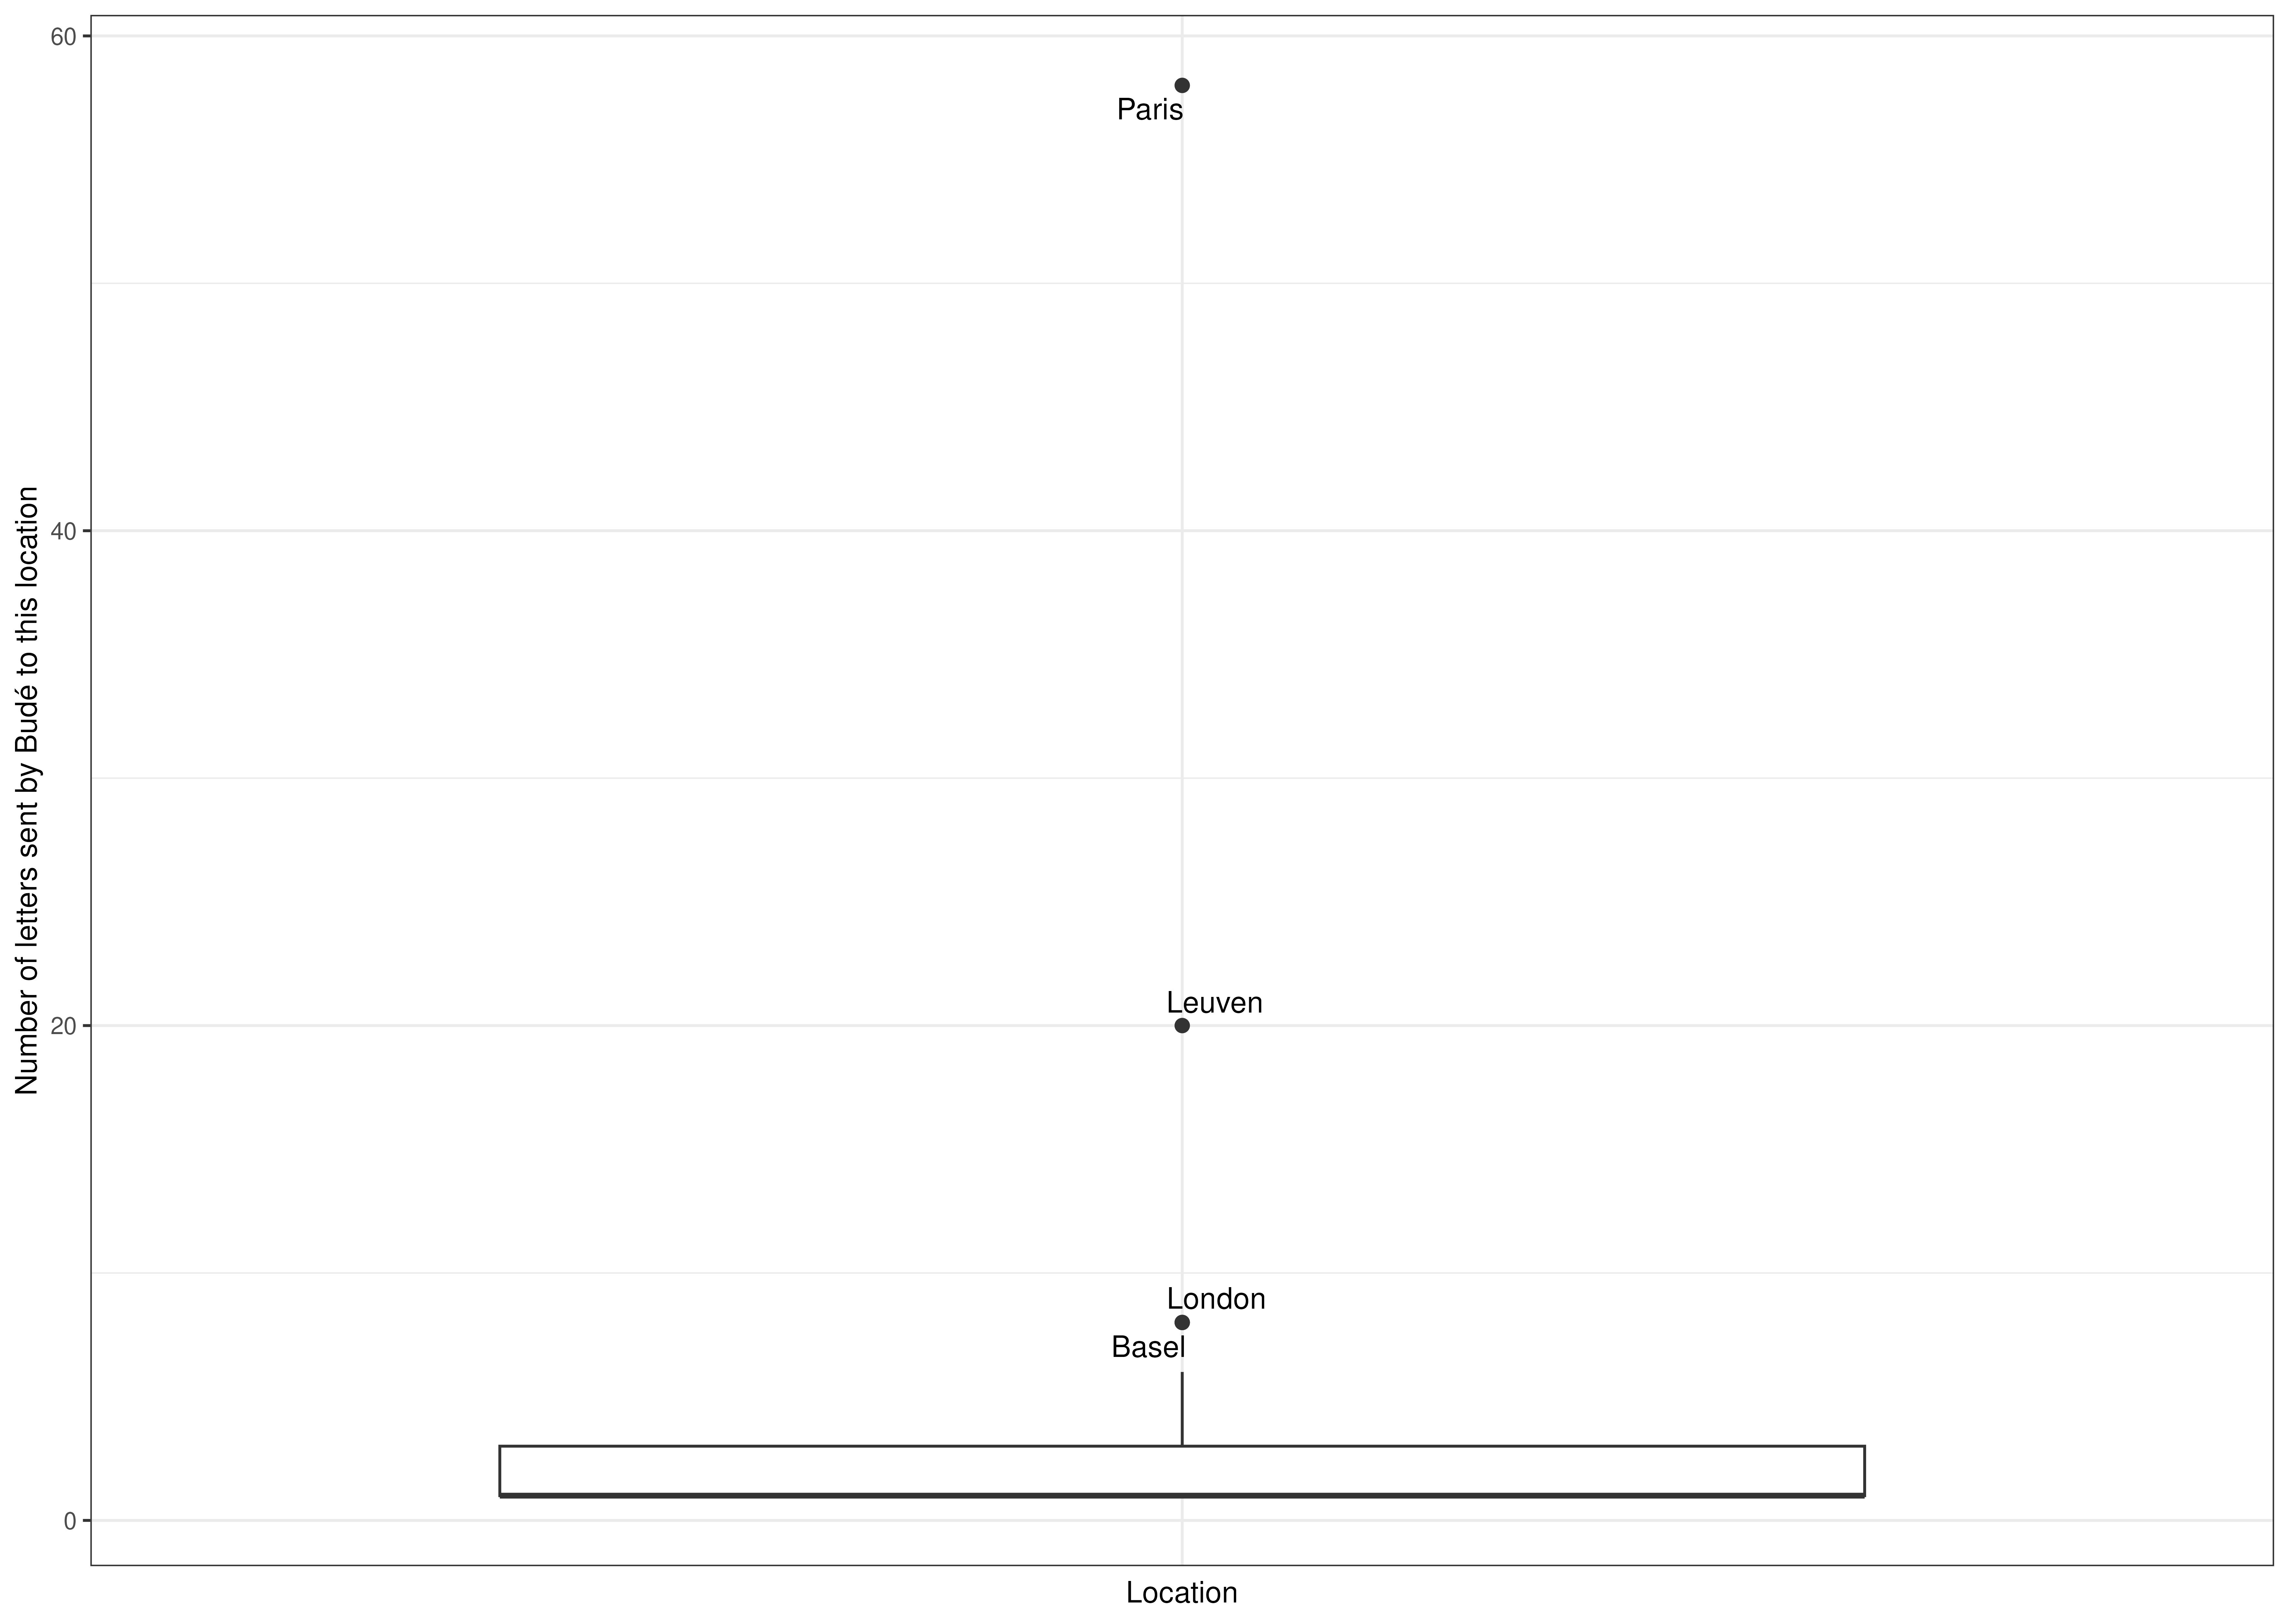 60
40
20
0
Number of letters sent by Budé to this location
Paris
Leuven
London
Basel
Location